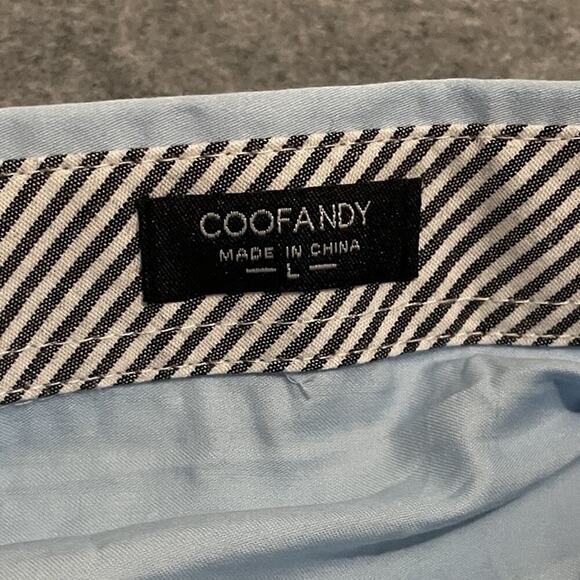 COOFANDY
MADE IN CHINA
— L —